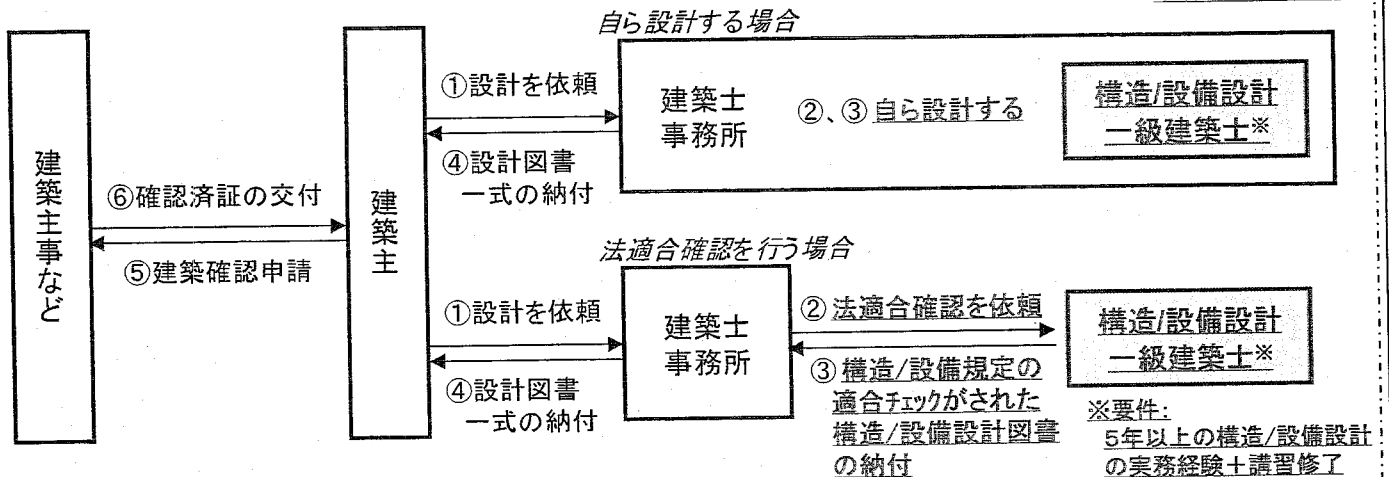 自ら設計する場合
建築主事など
⑥確認済証の交付
⑤建築確認申請
建築主
①設計を依頼
④設計図書
一式の納付
建築士
事務所
②、③自ら設計する
構造/設備設計
一級建築士※
法適合確認を行う場合
①設計を依頼
④設計図書
一式の納付
建築士
事務所
②法適合確認を依頼
③構造/設備規定の
適合チェックがされた
構造/設備設計図書
の納付
構造/設備設計
一級建築士※
※要件:
5年以上の構造/設備設計
の実務経験+講習修了